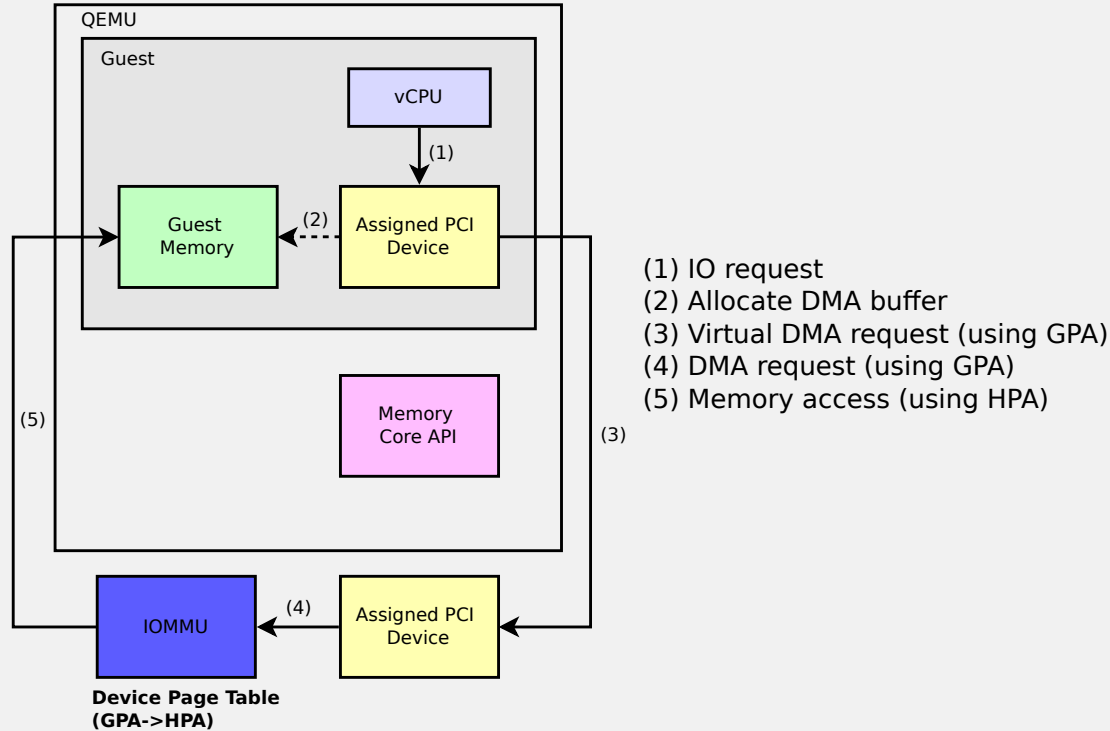 QEMU
Guest
vCPU
(1)
Guest
Memory
(2)
Assigned PCI
Device
(1) IO request
(2) Allocate DMA buffer
(3) Virtual DMA request (using GPA)
(4) DMA request (using GPA)
(5) Memory access (using HPA)
Memory
Core API
(5)
(3)
IOMMU
(4)
Assigned PCI
Device
Device Page Table
(GPA->HPA)